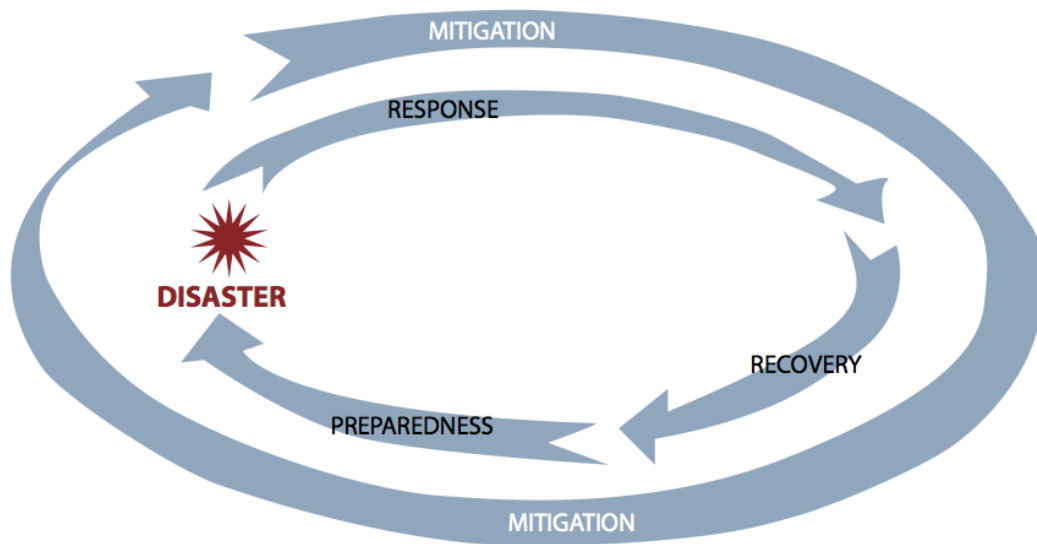 MITIGATION
RESPONSE
DISASTER
RECOVERY
PREPAREDNESS
MITIGATION